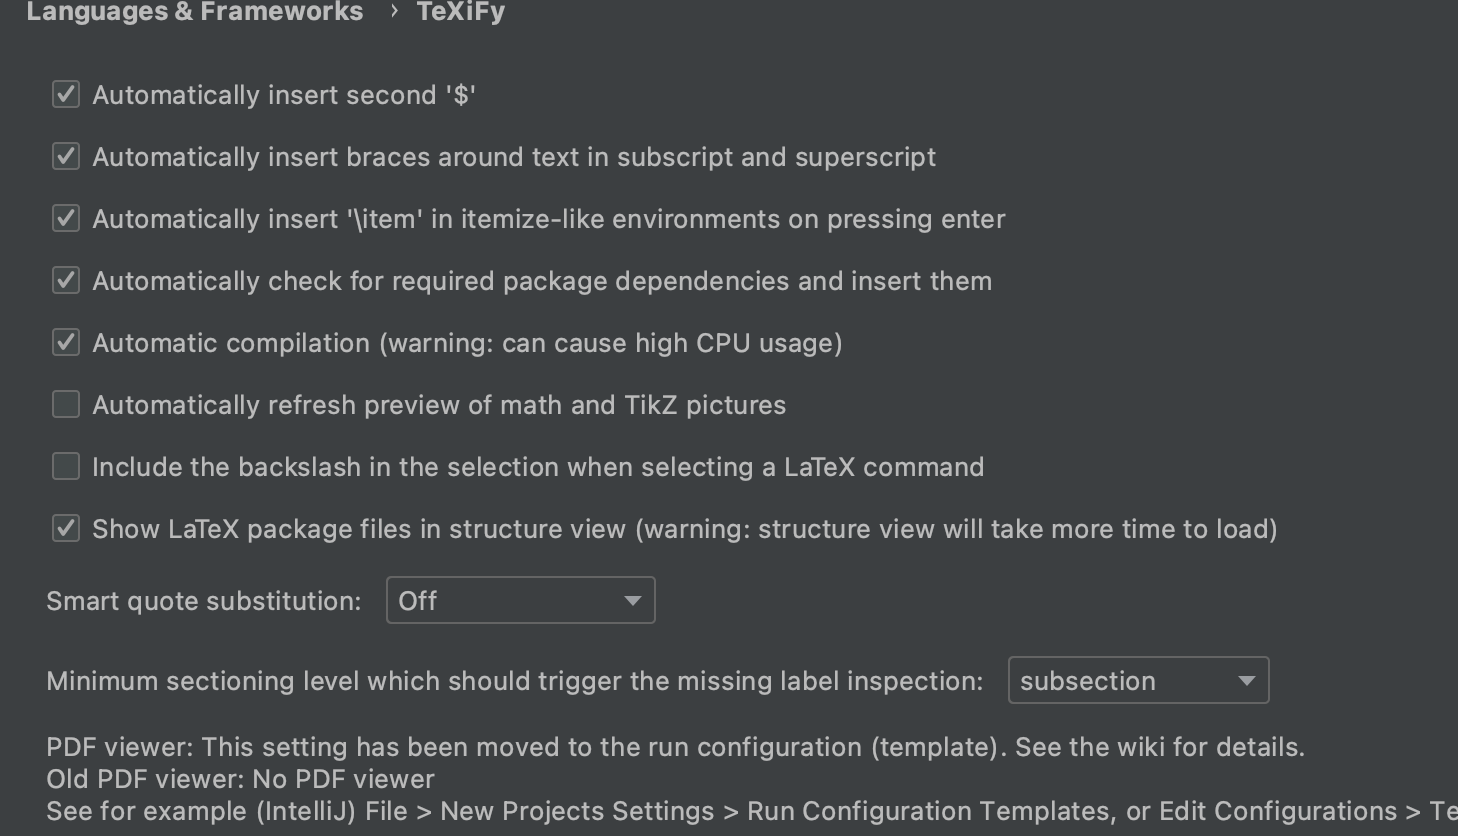 Languages & Frameworks › TeXiFy
Automatically insert second '$'
Automatically insert braces around text in subscript and superscript
Automatically insert '\item' in itemize-like environments on pressing enter
Automatically check for required package dependencies and insert them
Automatic compilation (warning: can cause high CPU usage)
Automatically refresh preview of math and TikZ pictures
Include the backslash in the selection when selecting a LaTeX command
Show LaTeX package files in structure view (warning: structure view will take more time to load)
Smart quote substitution: Off
Minimum sectioning level which should trigger the missing label inspection: subsection
PDF viewer: This setting has been moved to the run configuration (template). See the wiki for details.
Old PDF viewer: No PDF viewer
See for example (IntelliJ) File > New Projects Settings > Run Configuration Templates, or Edit Configurations > Te